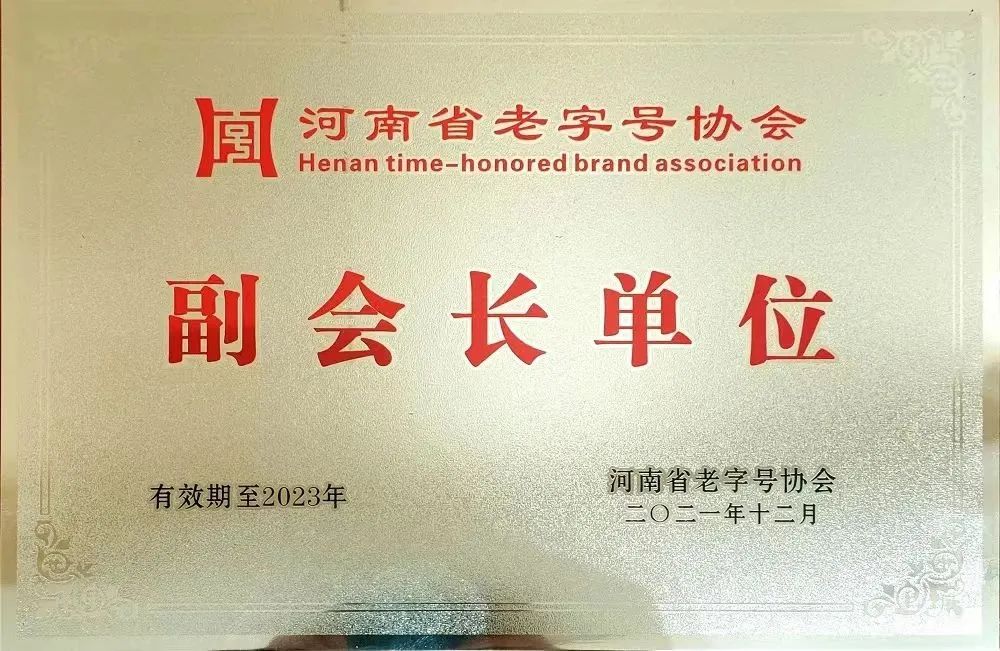 河南省老字号协会
Henan time-honored brand association
副会长单位
有效期至2023年
河南省老字号协会
二〇二一年十二月